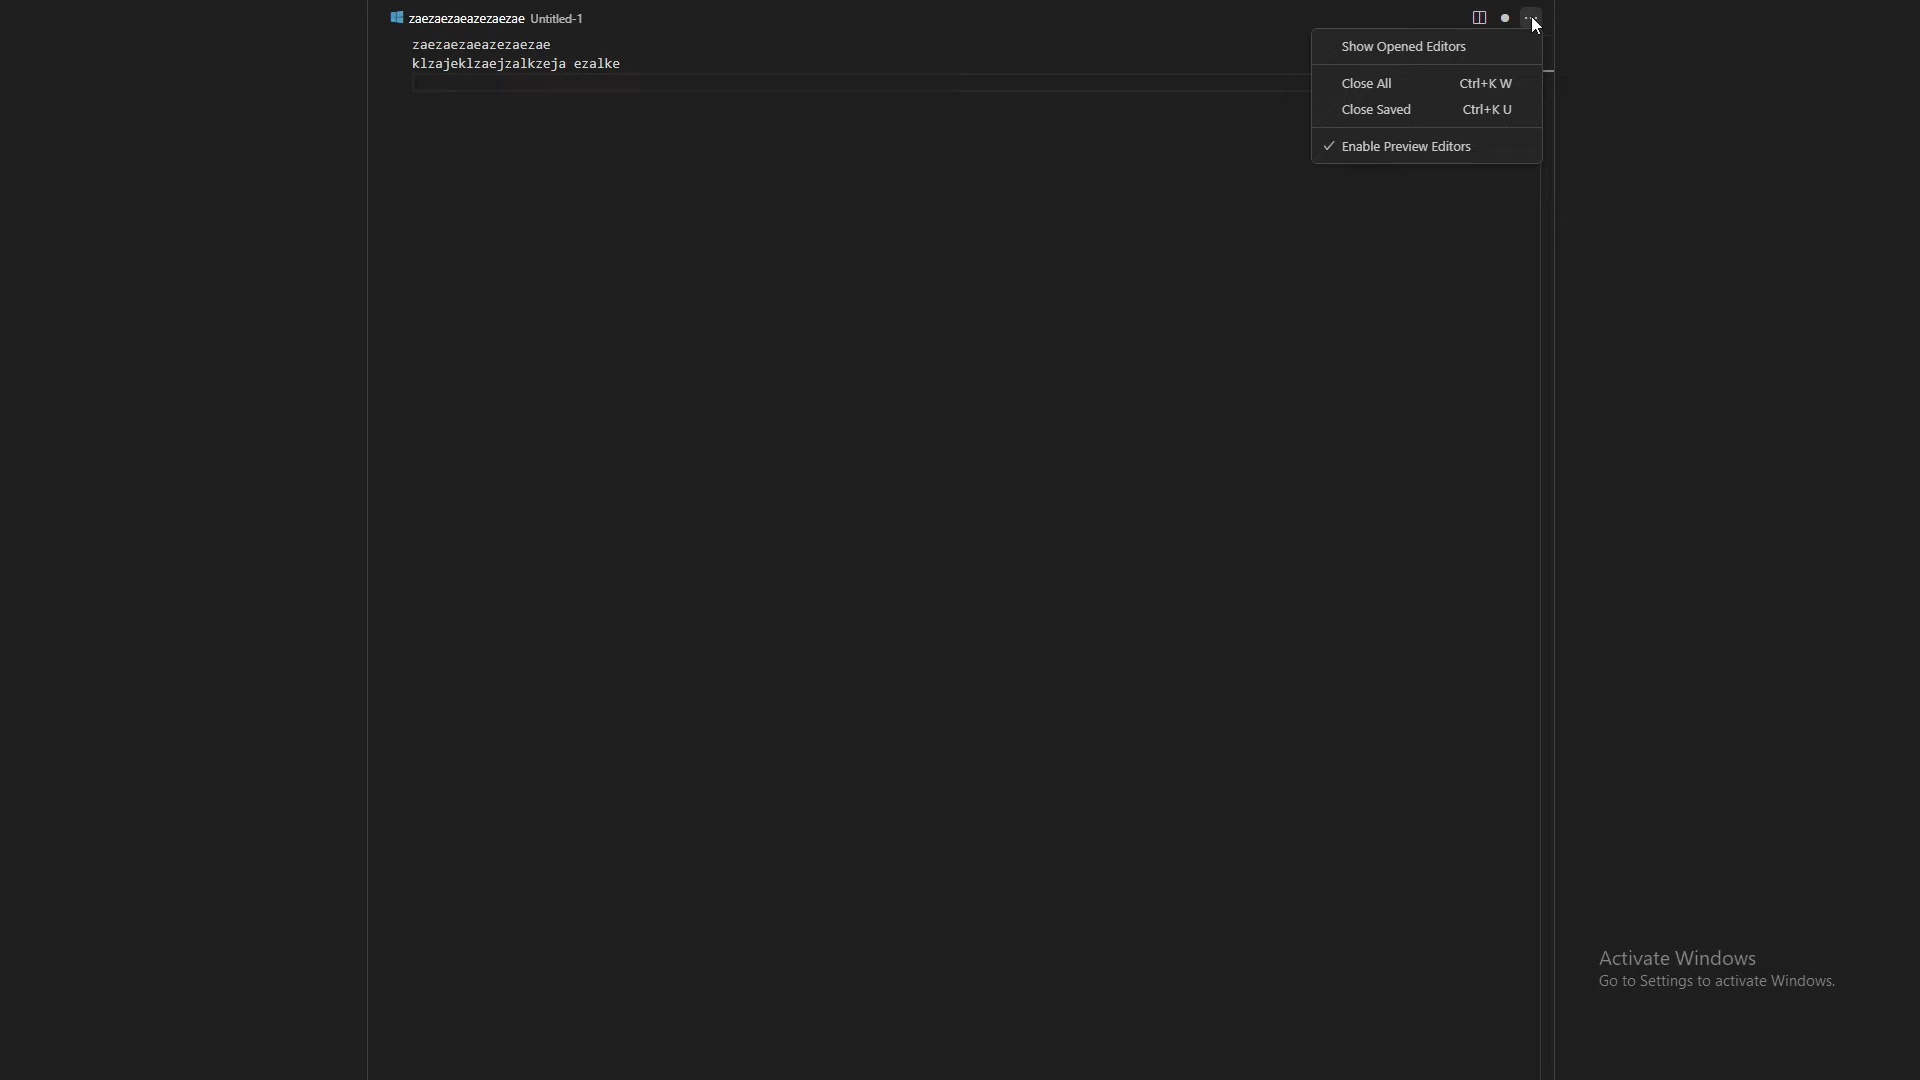 zaezaezaeazezaezae Untitled-1
zaezaezaeazezaezae
klzajeklzaejzalkzeja ezalke
Show Opened Editors
Close All Ctrl+K W
Close Saved Ctrl+K U
Enable Preview Editors
Activate Windows
Go to Settings to activate Windows.